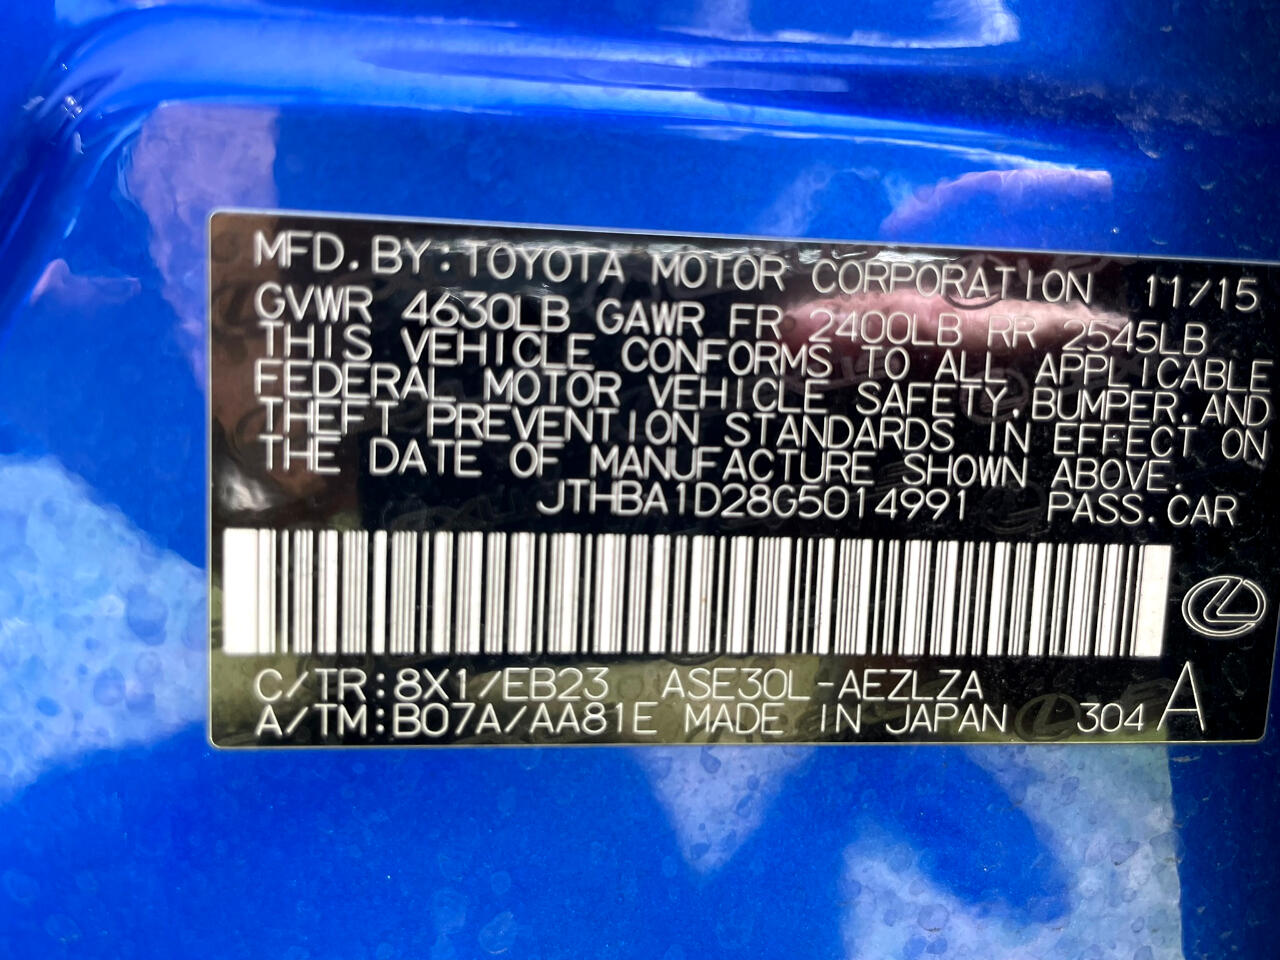 MFD.BY:TOYOTA MOTOR CORPORATION 11/15
GVWR 4630LB GAWR FR 2400LB RR 2545LB
THIS VEHICLE CONFORMS TO ALL APPLICABLE
FEDERAL MOTOR VEHICLE SAFETY,BUMPER,AND
THEFT PREVENTION STANDARDS IN EFFECT ON
THE DATE OF MANUFACTURE SHOWN ABOVE.
JTHBA1D28G5014991 PASS.CAR
C/TR:8X1/EB23 ASE30L-AEZLZA
A/TM:B07A/AA81E MADE IN JAPAN 304 A